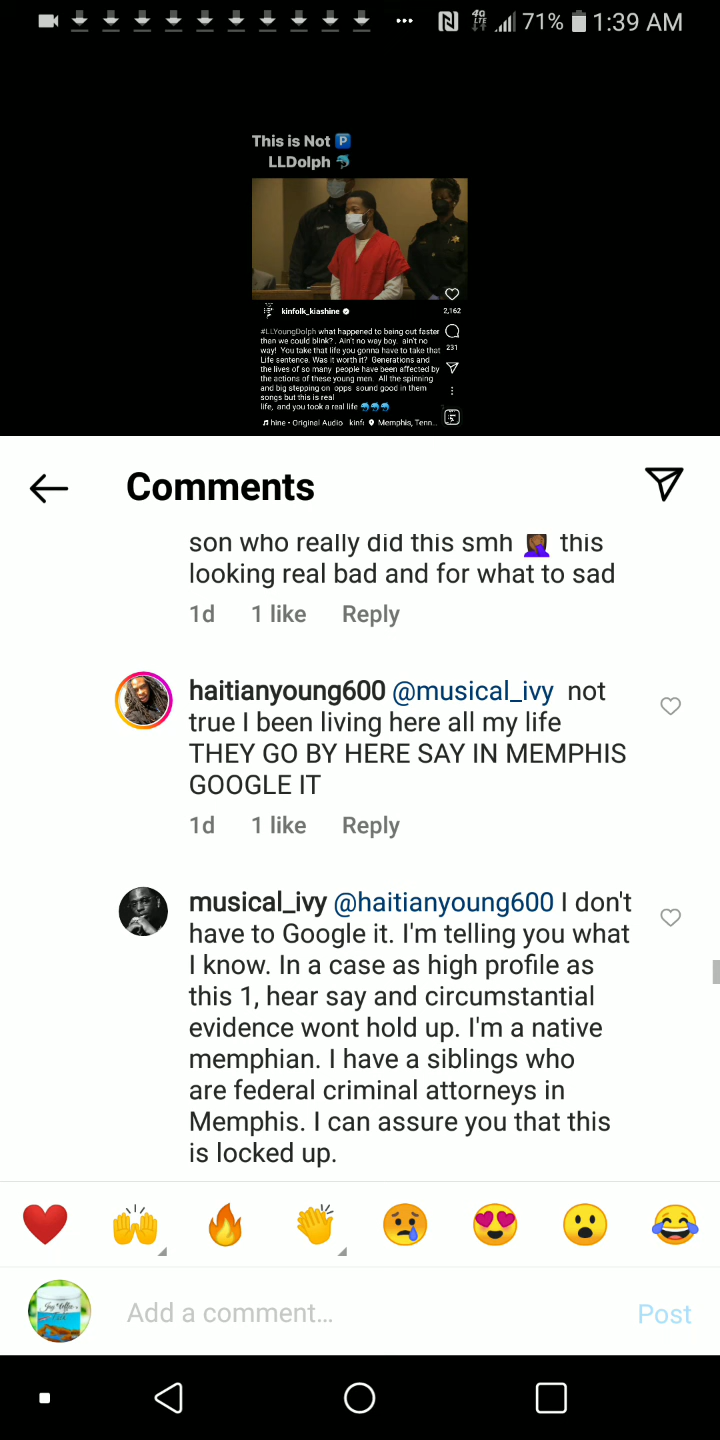 4G LTE 71% 1:39 AM
This is Not 🅿️
LLDolph 🐬
kinfolk_kiashine
2,162
#LLYoungDolph what happened to being cut faster
than we could blink? . Ain't no way boy. ain't no
way! You take that life you gonna have to take that
Life sentence. Was it worth it? Generations and
the lives of so many people have been affected by
the actions of these young men. All the spinning
and big stepping on opps sound good in them
songs but this is real
life, and you took a real life 🐬🐬🐬
231
hine • Original Audio kinf Memphis, Tenn...
Comments
son who really did this smh 🤦🏾‍♀️ this
looking real bad and for what to sad
1d 1 like Reply
haitianyoung600 @musical_ivy not
true I been living here all my life
THEY GO BY HERE SAY IN MEMPHIS
GOOGLE IT
1d 1 like Reply
musical_ivy @haitianyoung600 I don't
have to Google it. I'm telling you what
I know. In a case as high profile as
this 1, hear say and circumstantial
evidence wont hold up. I'm a native
memphian. I have a siblings who
are federal criminal attorneys in
Memphis. I can assure you that this
is locked up.
❤️ 🙌 🔥 👏 😢 😍 😮 😂
Add a comment...
Post